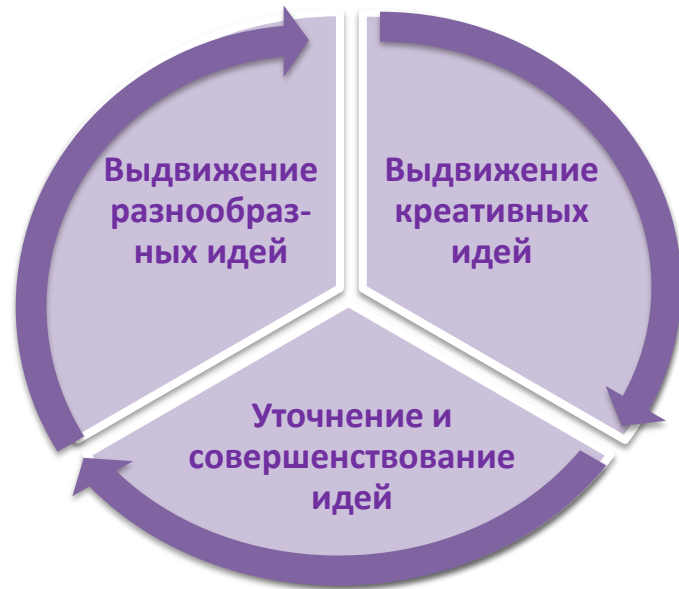 Выдвижение
разнообраз-
ных идей
Выдвижение
креативных
идей
Уточнение и
совершенствование
идей